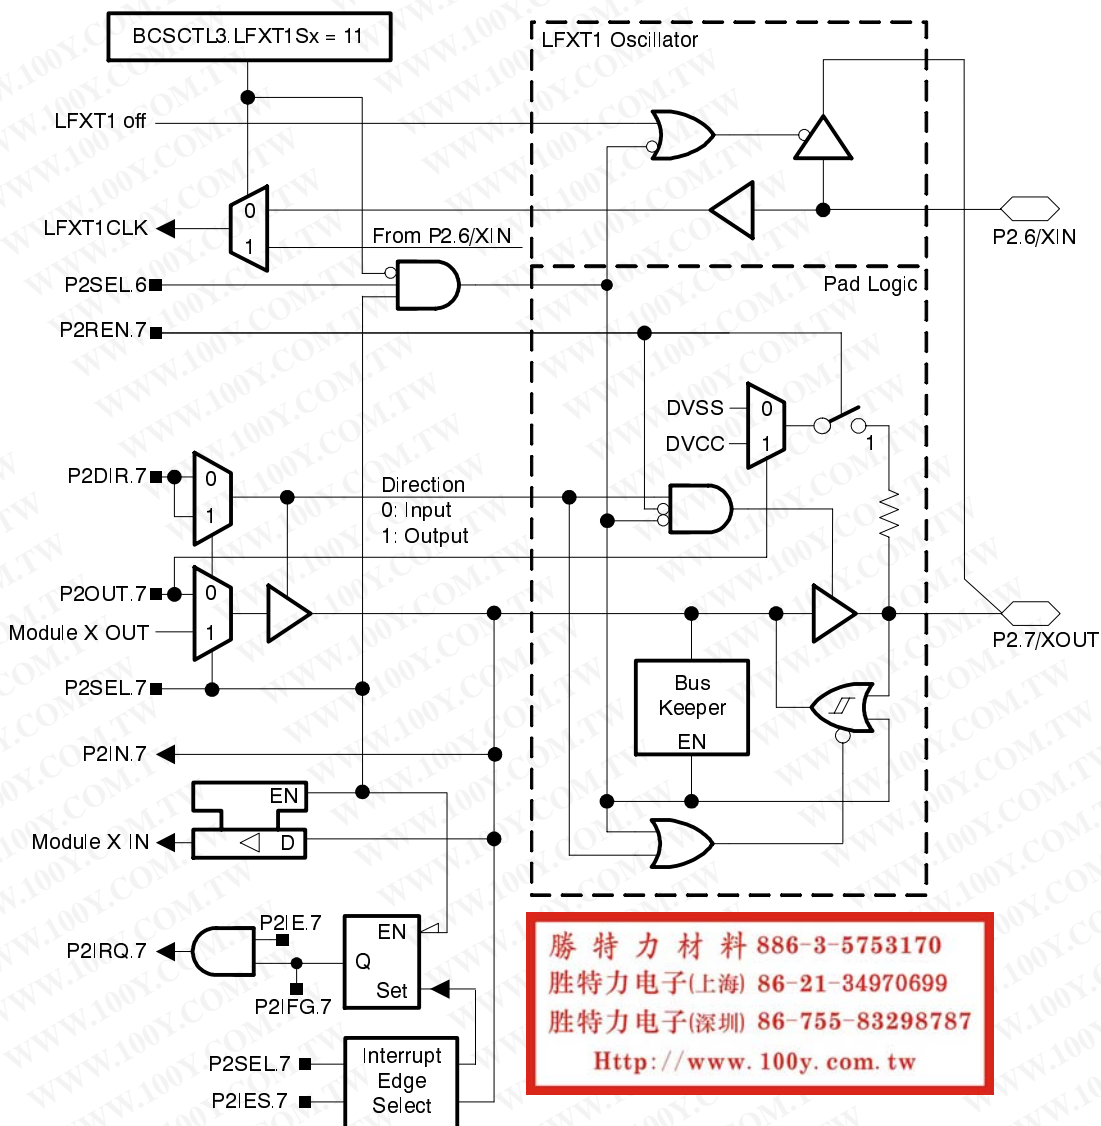 BCSCTL3.LFXT1Sx = 11
LFXT1 Oscillator
LFXT1 off
LFXT1CLK
0
1
From P2.6/XIN
P2.6/XIN
P2SEL.6
Pad Logic
P2REN.7
DVSS
0
DVCC
1
1
P2DIR.7
0
1
Direction
0: Input
1: Output
P2OUT.7
0
Module X OUT
1
P2.7/XOUT
P2SEL.7
Bus
Keeper
EN
P2IN.7
EN
Module X IN
D
P2IE.7
EN
P2IRQ.7
Q
Set
P2IFG.7
P2SEL.7
Interrupt
Edge
Select
P2IES.7
勝 特 力 材 料 886-3-5753170
胜特力电子(上海) 86-21-34970699
胜特力电子(深圳) 86-755-83298787
Http://www.100y.com.tw
WWW.100Y.COM.TW